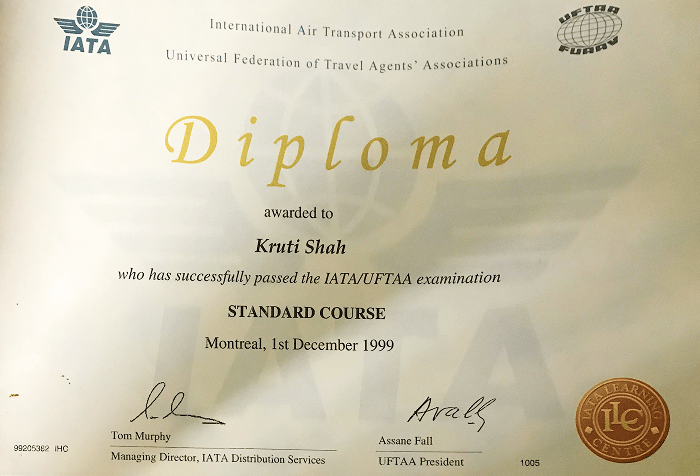 IATA
International Air Transport Association
UFTAA
FUAAV
Universal Federation of Travel Agents' Associations
Diploma
awarded to
Kruti Shah
who has successfully passed the IATA/UFTAA examination
STANDARD COURSE
Montreal, 1st December 1999
IATA
Tom Murphy
Managing Director, IATA Distribution Services
Assane Fall
UFTAA President
99205362 IHC
1005
IATA LEARNING
ILC
CENTRE